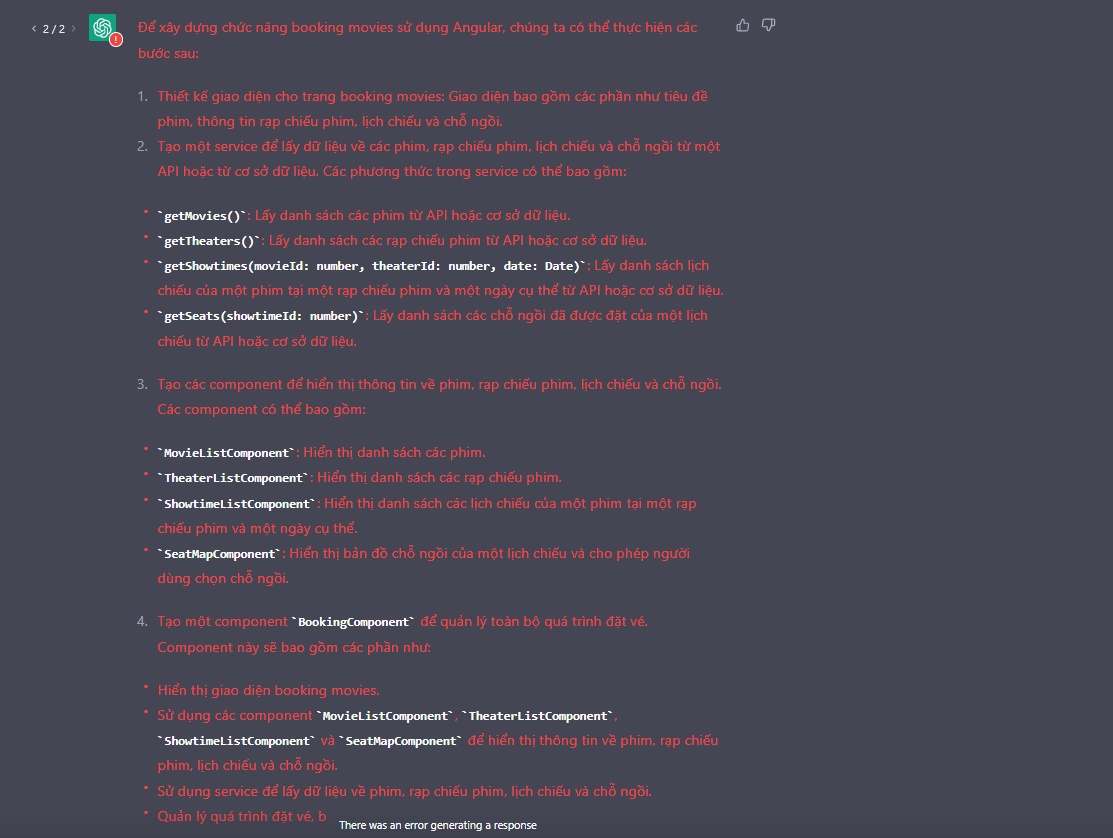 < 2 / 2 >
Để xây dựng chức năng booking movies sử dụng Angular, chúng ta có thể thực hiện các
bước sau:
1. Thiết kế giao diện cho trang booking movies: Giao diện bao gồm các phần như tiêu đề
phim, thông tin rạp chiếu phim, lịch chiếu và chỗ ngồi.
2. Tạo một service để lấy dữ liệu về các phim, rạp chiếu phim, lịch chiếu và chỗ ngồi từ một
API hoặc từ cơ sở dữ liệu. Các phương thức trong service có thể bao gồm:
• `getMovies()`: Lấy danh sách các phim từ API hoặc cơ sở dữ liệu.
• `getTheaters()`: Lấy danh sách các rạp chiếu phim từ API hoặc cơ sở dữ liệu.
• `getShowtimes(movieId: number, theaterId: number, date: Date)`: Lấy danh sách lịch
chiếu của một phim tại một rạp chiếu phim và một ngày cụ thể từ API hoặc cơ sở dữ liệu.
• `getSeats(showtimeId: number)`: Lấy danh sách các chỗ ngồi đã được đặt của một lịch
chiếu từ API hoặc cơ sở dữ liệu.
3. Tạo các component để hiển thị thông tin về phim, rạp chiếu phim, lịch chiếu và chỗ ngồi.
Các component có thể bao gồm:
• `MovieListComponent`: Hiển thị danh sách các phim.
• `TheaterListComponent`: Hiển thị danh sách các rạp chiếu phim.
• `ShowtimeListComponent`: Hiển thị danh sách các lịch chiếu của một phim tại một rạp
chiếu phim và một ngày cụ thể.
• `SeatMapComponent`: Hiển thị bản đồ chỗ ngồi của một lịch chiếu và cho phép người
dùng chọn chỗ ngồi.
4. Tạo một component `BookingComponent` để quản lý toàn bộ quá trình đặt vé.
Component này sẽ bao gồm các phần như:
• Hiển thị giao diện booking movies.
• Sử dụng các component `MovieListComponent`, `TheaterListComponent`,
`ShowtimeListComponent` và `SeatMapComponent` để hiển thị thông tin về phim, rạp chiếu
phim, lịch chiếu và chỗ ngồi.
• Sử dụng service để lấy dữ liệu về phim, rạp chiếu phim, lịch chiếu và chỗ ngồi.
• Quản lý quá trình đặt vé, b
There was an error generating a response